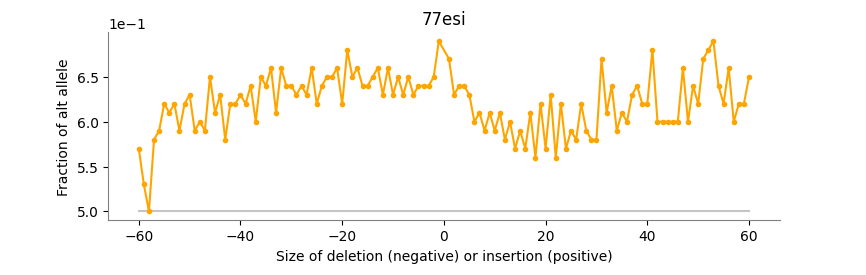 77esi
1e−1
Fraction of alt allele
6.5
6.0
5.5
5.0
−60 −40 −20 0 20 40 60
Size of deletion (negative) or insertion (positive)